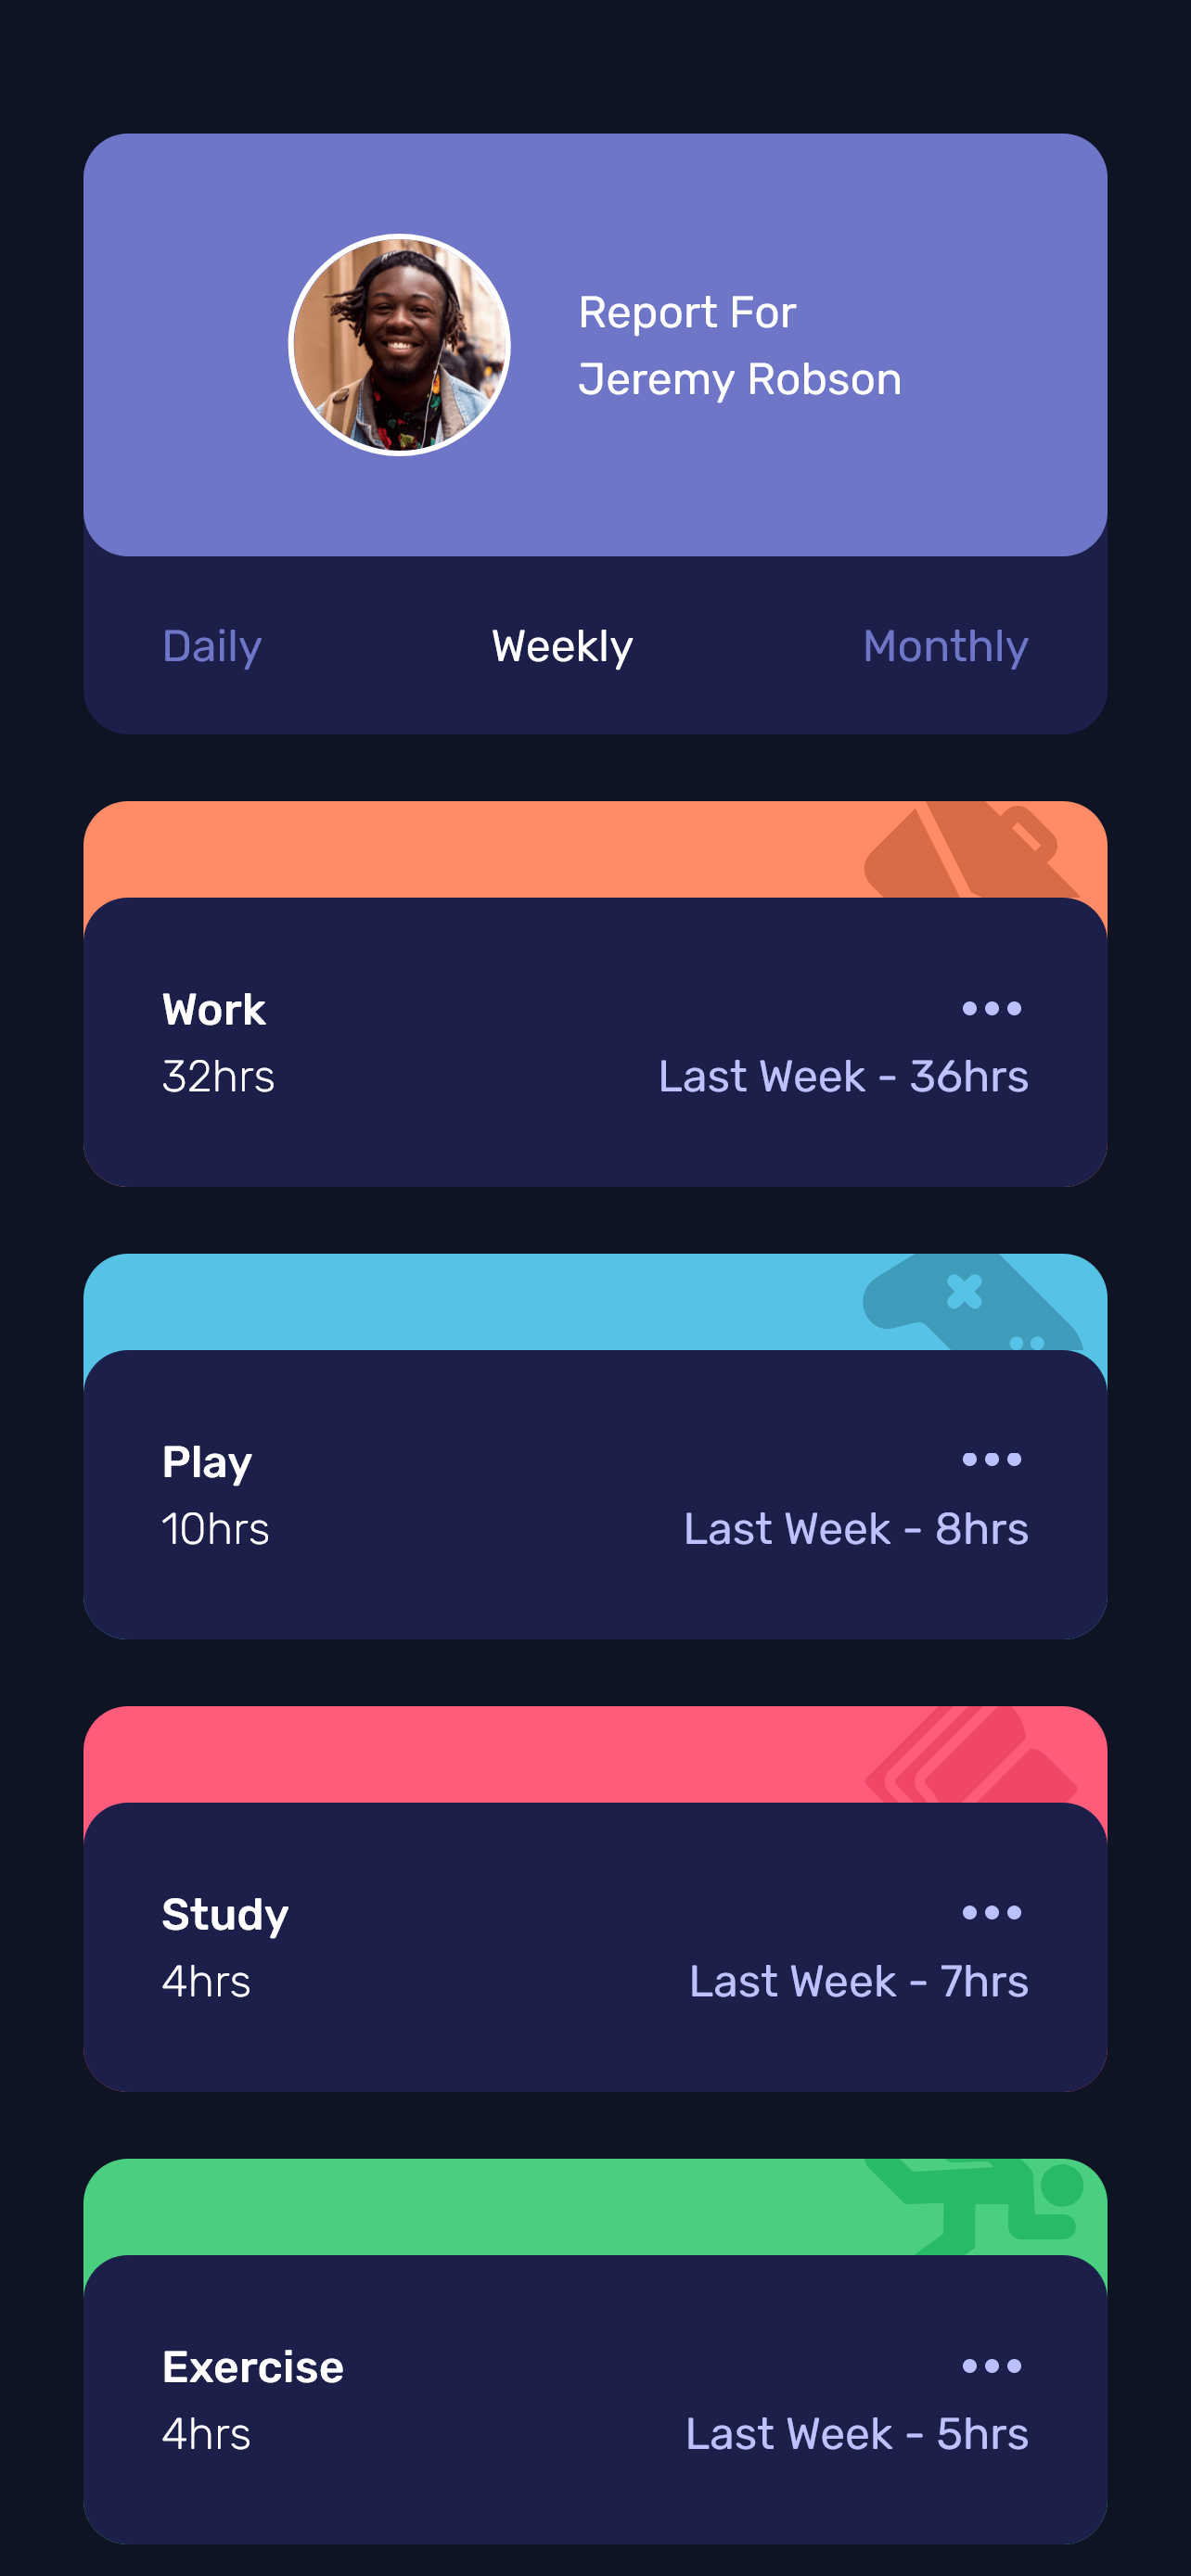 Report For
Jeremy Robson
Daily Weekly Monthly
Work
32hrs Last Week - 36hrs
Play
10hrs Last Week - 8hrs
Study
4hrs Last Week - 7hrs
Exercise
4hrs Last Week - 5hrs